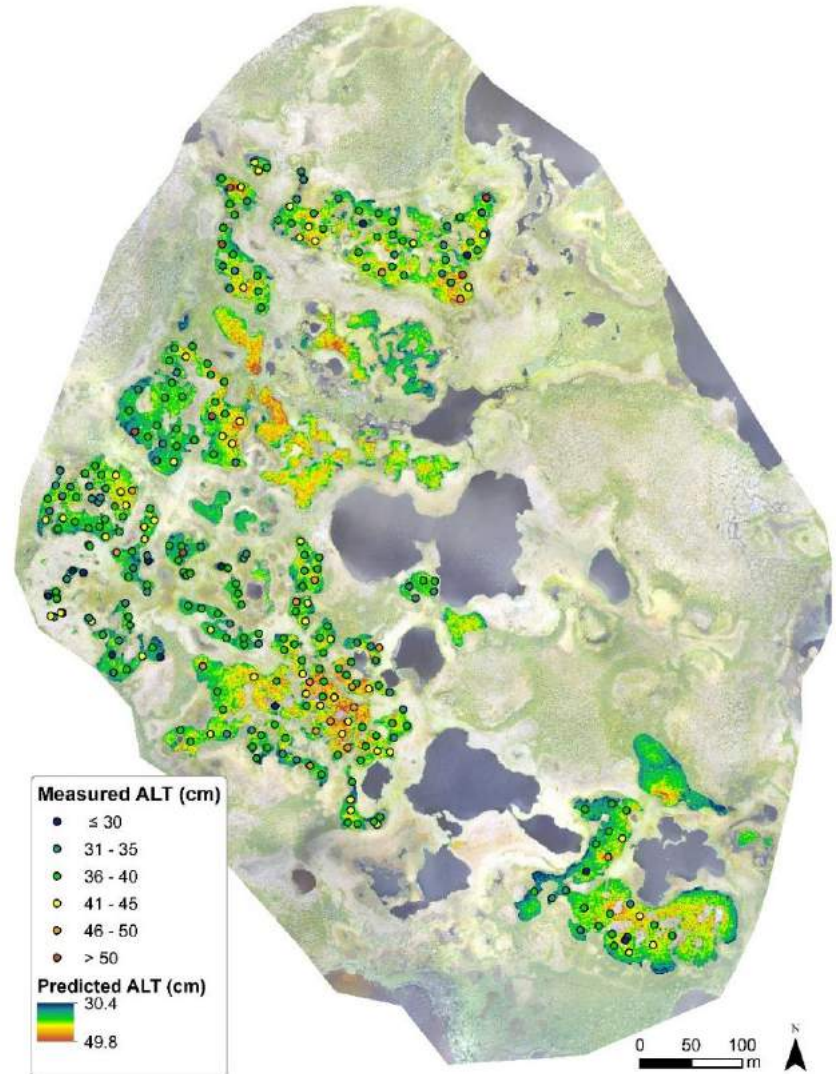 Measured ALT (cm)
≤ 30
31 - 35
36 - 40
41 - 45
46 - 50
> 50
Predicted ALT (cm)
30.4
49.8
0 50 100
m
N